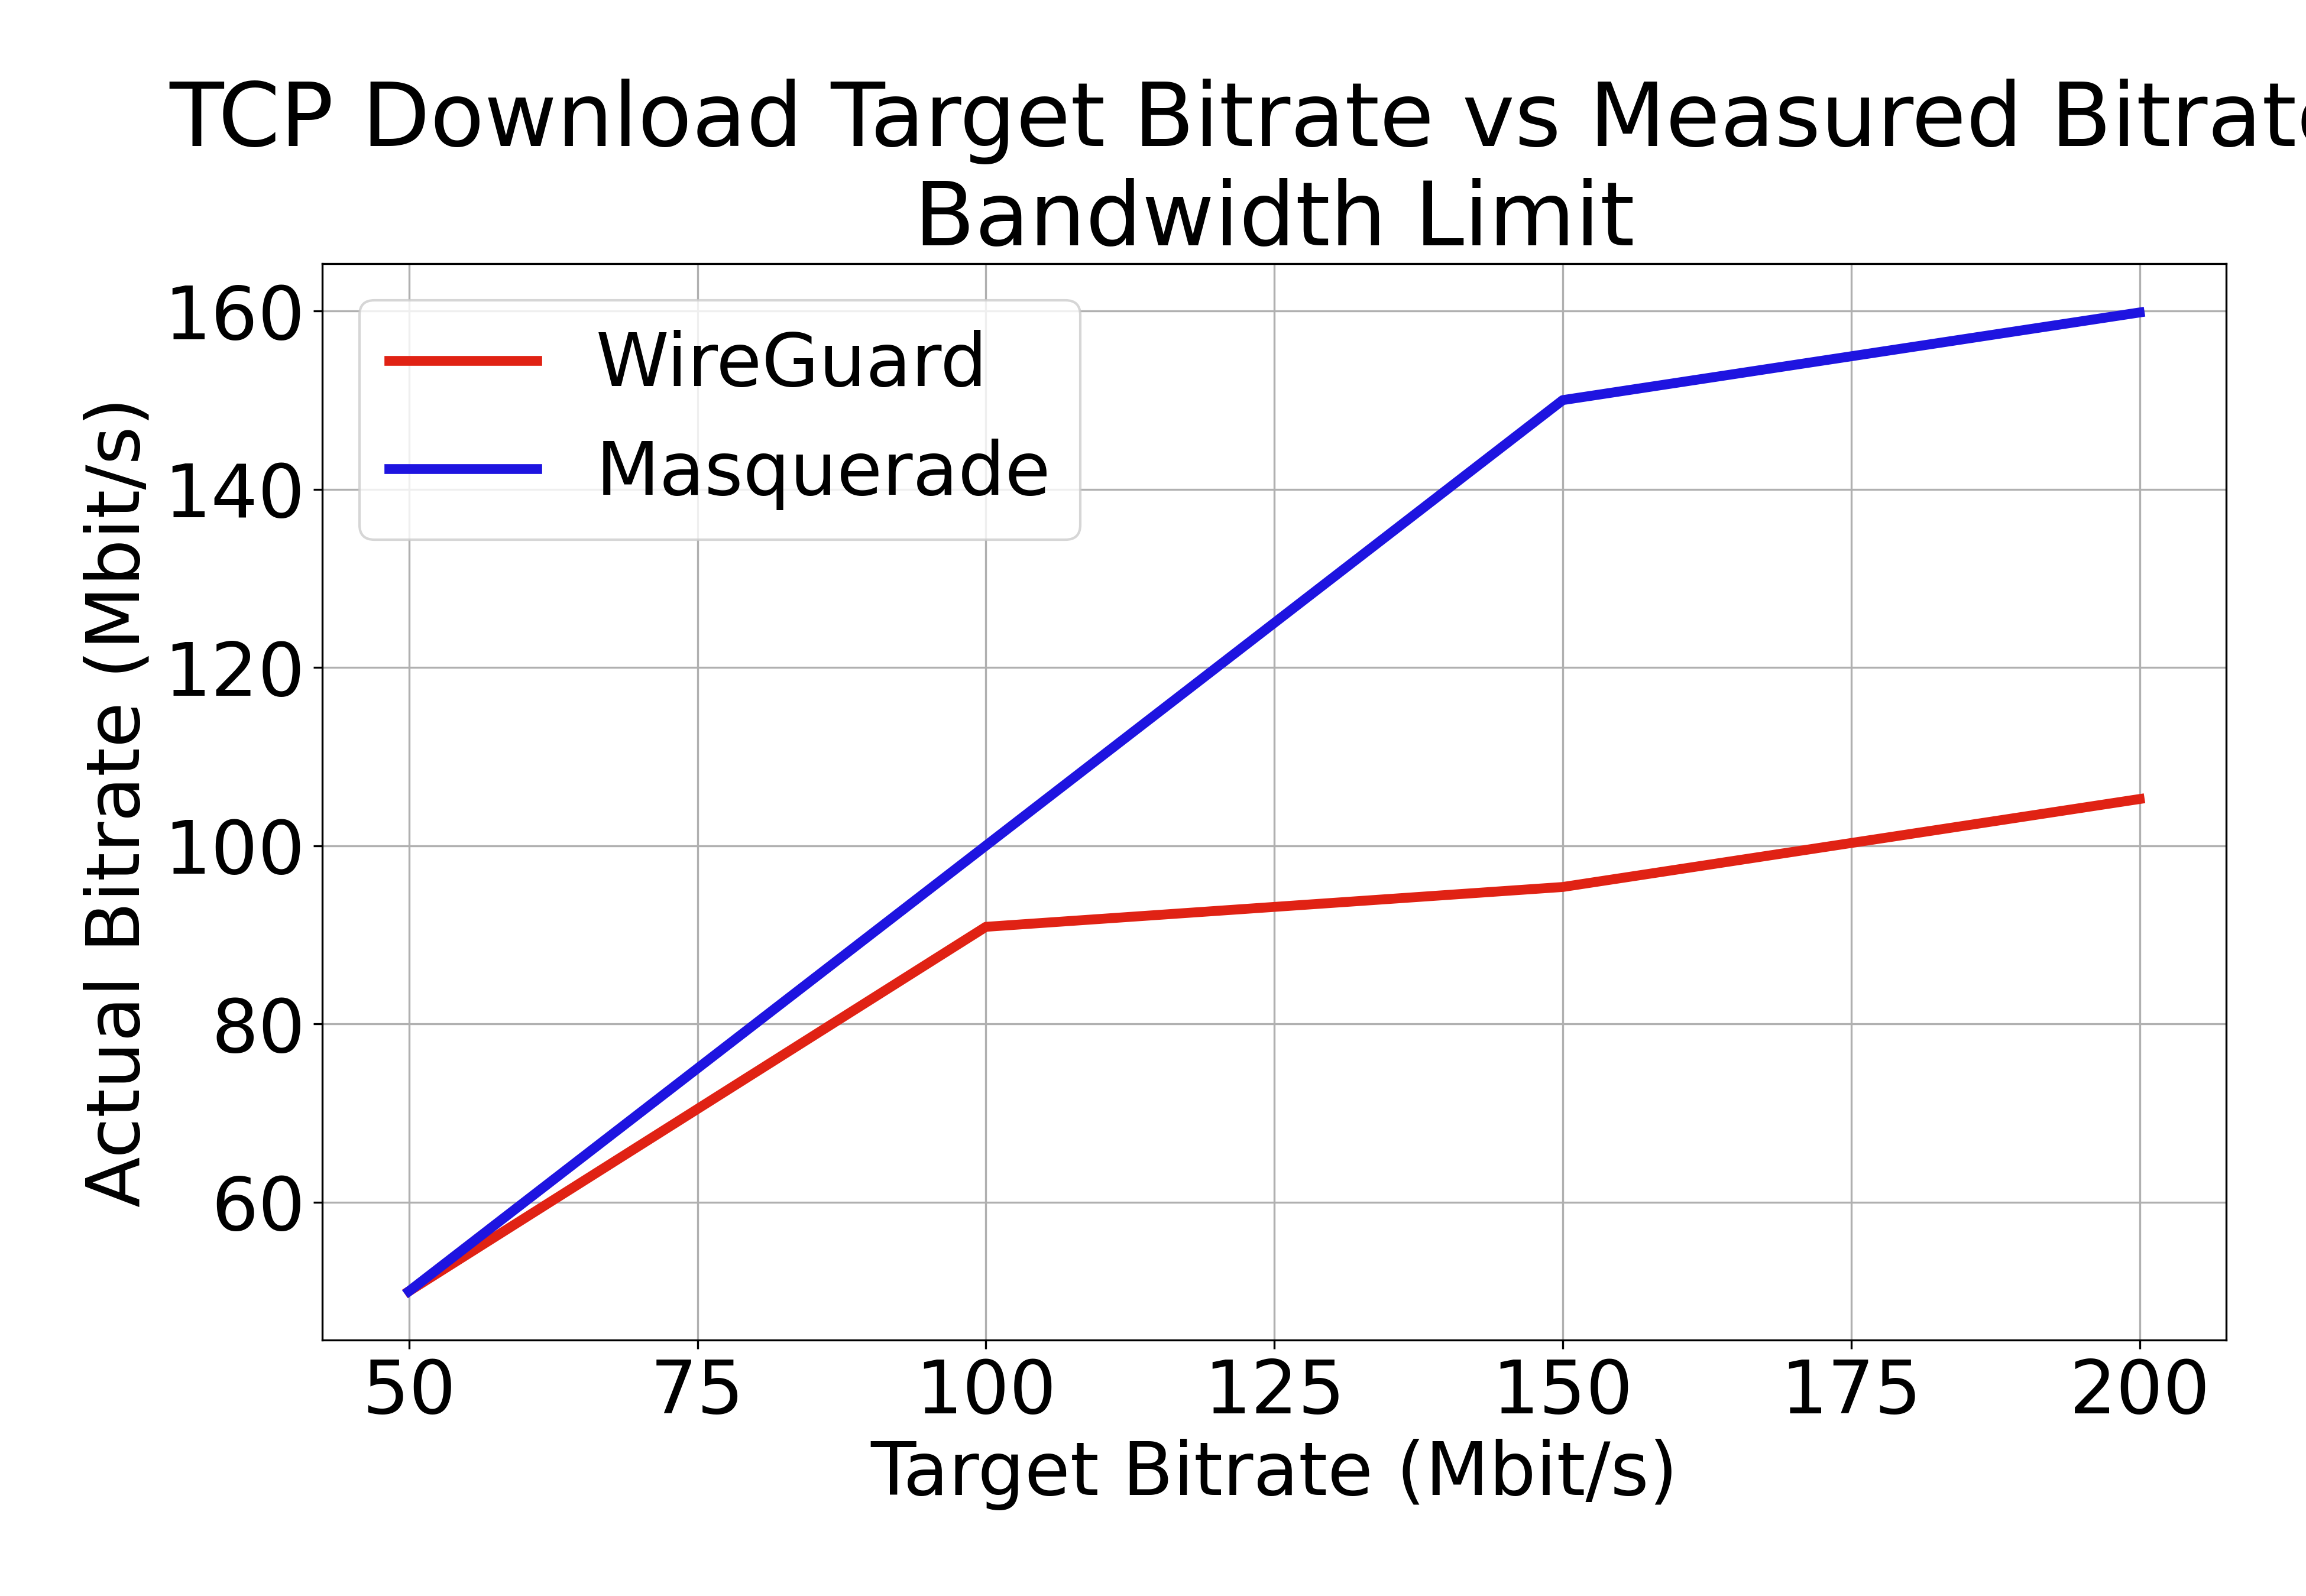 TCP Download Target Bitrate vs Measured Bitrate
Bandwidth Limit
WireGuard
Masquerade
Actual Bitrate (Mbit/s)
160
140
120
100
80
60
50 75 100 125 150 175 200
Target Bitrate (Mbit/s)